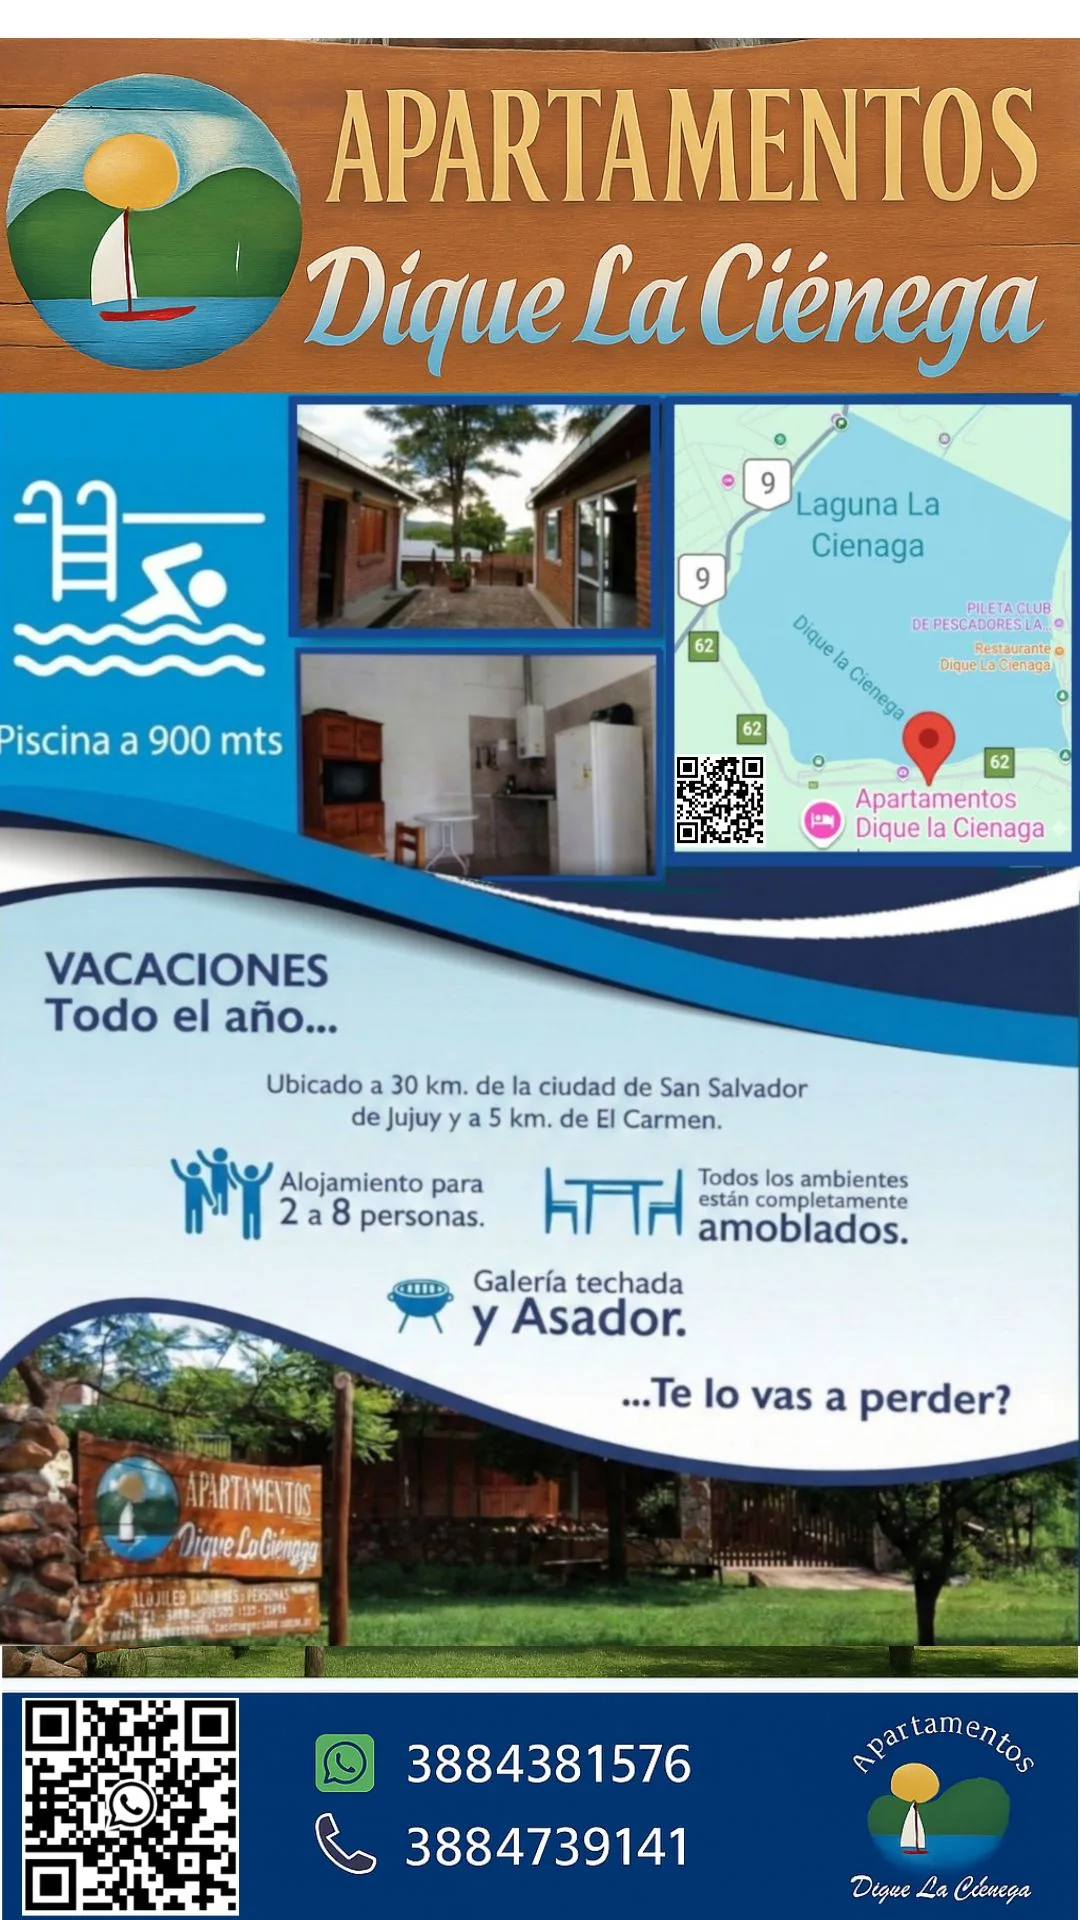 APARTAMENTOS
Dique La Ciénega
Piscina a 900 mts
9
Laguna La
Cienaga
9
PILETA CLUB
DE PESCADORES LA...
62
Dique la Cienega
Restaurante
Dique La Cienaga
62
62
Apartamentos
Dique la Cienaga
VACACIONES
Todo el año...
Ubicado a 30 km. de la ciudad de San Salvador
de Jujuy y a 5 km. de El Carmen.
Alojamiento para
2 a 8 personas.
Todos los ambientes
están completamente
amoblados.
Galería techada
y Asador.
...Te lo vas a perder?
APARTAMENTOS
Dique La Ciénaga
3884381576
3884739141
Apartamentos
Dique La Ciénega